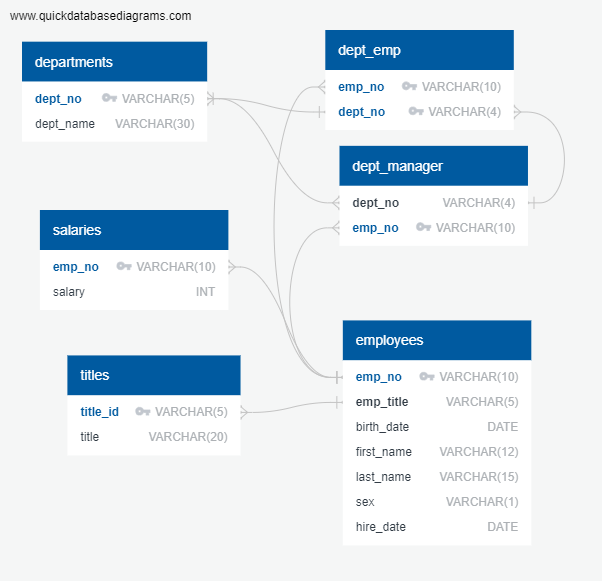 www.quickdatabasediagrams.com
departments
dept_no VARCHAR(5)
dept_name VARCHAR(30)
dept_emp
emp_no VARCHAR(10)
dept_no VARCHAR(4)
dept_manager
dept_no VARCHAR(4)
emp_no VARCHAR(10)
salaries
emp_no VARCHAR(10)
salary INT
titles
title_id VARCHAR(5)
title VARCHAR(20)
employees
emp_no VARCHAR(10)
emp_title VARCHAR(5)
birth_date DATE
first_name VARCHAR(12)
last_name VARCHAR(15)
sex VARCHAR(1)
hire_date DATE